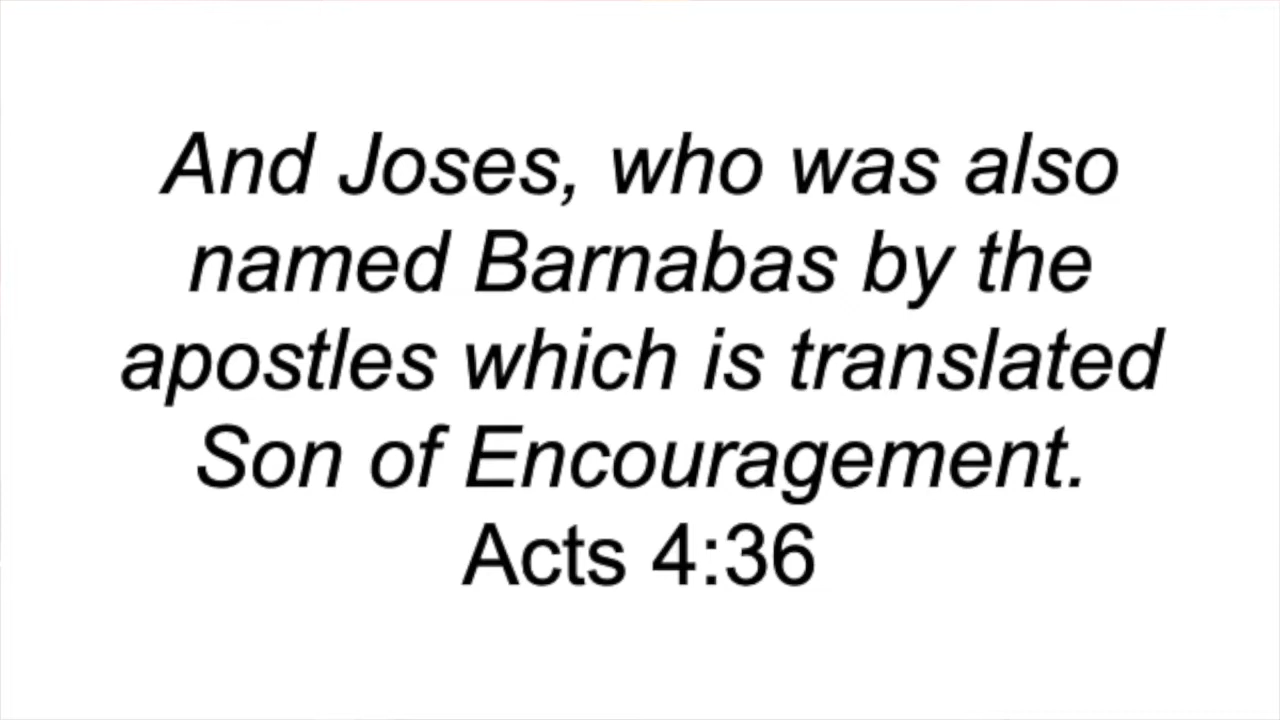 And Joses, who was also
named Barnabas by the
apostles which is translated
Son of Encouragement.
Acts 4:36